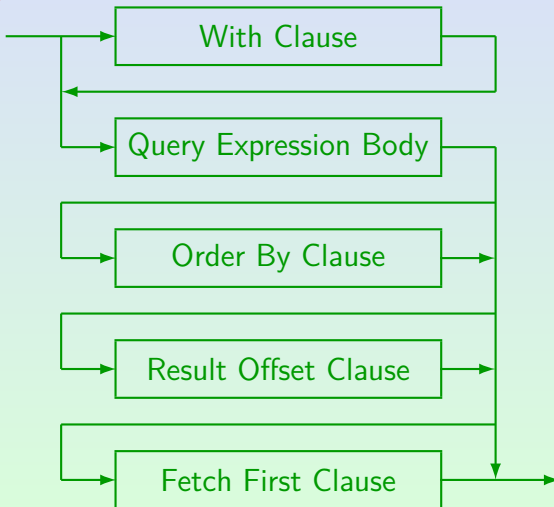 With Clause
Query Expression Body
Order By Clause
Result Offset Clause
Fetch First Clause